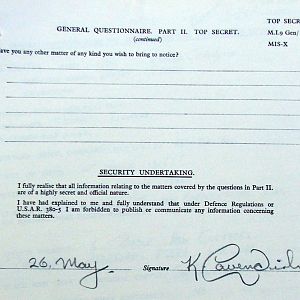 TOP SECRE
GENERAL QUESTIONNAIRE. PART II. TOP SECRET.
M.I.9 Gen/
(continued)
MIS-X
ave you any other matter of any kind you wish to bring to notice?
SECURITY UNDERTAKING.
I fully realise that all information relating to the matters covered by the questions in Part II.
are of a highly secret and official nature.
I have had explained to me and fully understand that under Defence Regulations or
U.S.A.R. 380-5 I am forbidden to publish or communicate any information concerning
these matters.
26. May. Signature K Cavendish